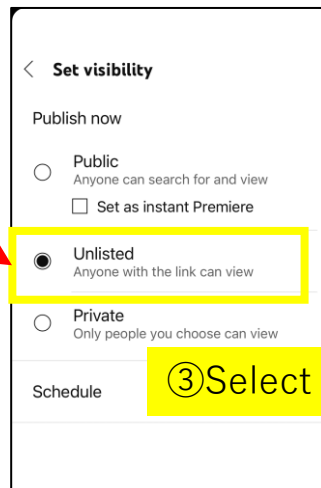 Set visibility
Publish now
Public
Anyone can search for and view
Set as instant Premiere
Unlisted
Anyone with the link can view
Private
Only people you choose can view
Schedule
③Select